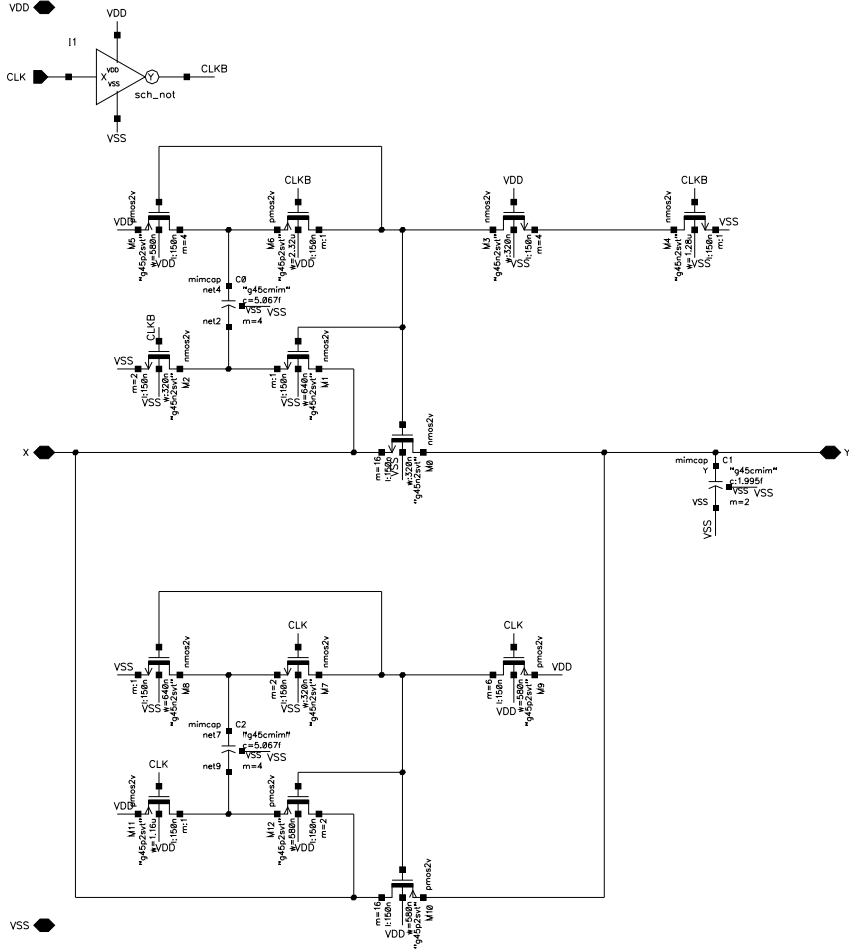 VDD
VDD
I1
CLK
X
VDD
VSS
Y
CLKB
sch_not
VSS
CLKB
VDD
CLKB
pmos2v
pmos2v
nmos2v
nmos2v
VDD
VSS
M5
"g45p2svt"
w=580n
l:150n
m=4
VDD
M6
"g45p2svt"
w=2.32u
l:150n
m:1
VDD
M3
"g45n2svt"
w:320n
l:150n
m=4
VSS
M4
"g45n2svt"
w=1.28u
l:150n
m:1
VSS
mimcap
C0
net4
"g45cmim"
c=5.067f
VSS
VSS
net2
m=4
CLKB
nmos2v
nmos2v
VSS
m=2
l:150n
w:320n
"g45n2svt"
M2
VSS
m:1
l:150n
w=640n
"g45n2svt"
M1
VSS
nmos2v
X
Y
m=16
l:150n
VSS
w:320n
"g45n2svt"
M0
mimcap
C1
Y
"g45cmim"
c:1.995f
VSS
VSS
VSS
m=2
VSS
CLK
CLK
nmos2v
nmos2v
pmos2v
VSS
VDD
m:1
l:150n
w=640n
"g45n2svt"
M8
VSS
m=2
l:150n
w:320n
"g45n2svt"
M7
VSS
m=6
l:150n
w=580n
"g45p2svt"
M9
VDD
mimcap
C2
net7
"g45cmim"
c=5.067f
VSS
VSS
net9
m=4
CLK
pmos2v
pmos2v
VDD
M11
"g45p2svt"
w=1.16u
l:150n
m:1
VDD
M12
"g45p2svt"
w=580n
l:150n
m=2
VDD
pmos2v
m=16
l:150n
w=580n
"g45p2svt"
M10
VDD
VSS